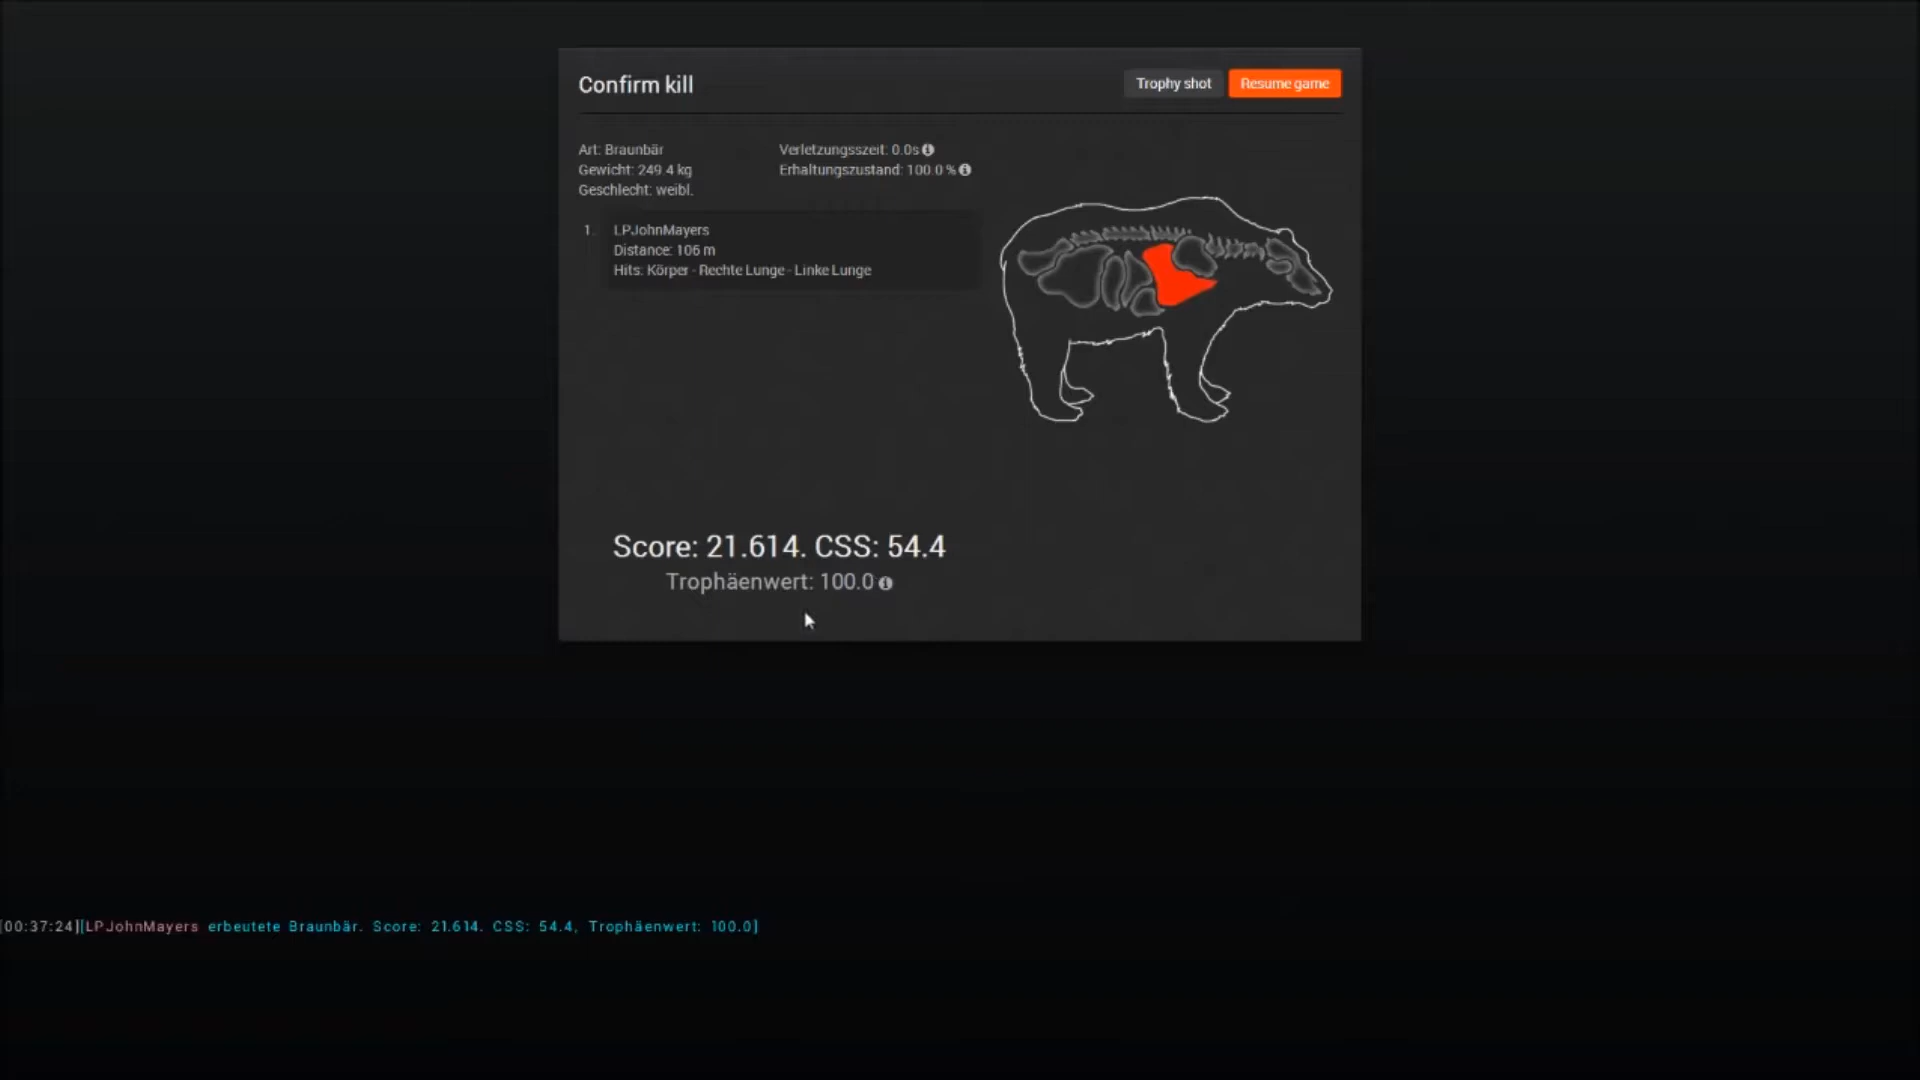 Confirm kill
Trophy shot
Resume game
Art: Braunbär
Gewicht: 249.4 kg
Geschlecht: weibl.
Verletzungsszeit: 0.0s
Erhaltungszustand: 100.0 %
1. LPJohnMayers
Distance: 106 m
Hits: Körper - Rechte Lunge - Linke Lunge
Score: 21.614. CSS: 54.4
Trophäenwert: 100.0
[00:37:24][LPJohnMayers erbeutete Braunbär. Score: 21.614. CSS: 54.4, Trophäenwert: 100.0]